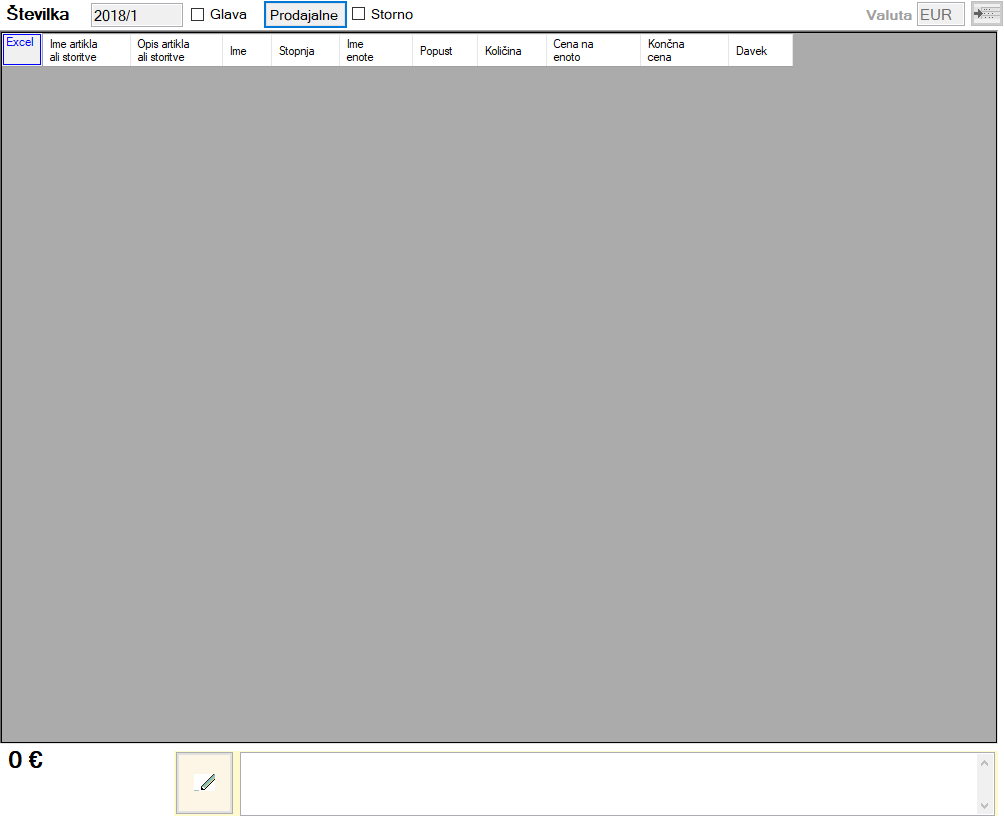 Številka 2018/1 Glava Prodajalne Storno Valuta EUR
Excel
Ime artikla
ali storitve
Opis artikla
ali storitve
Ime
Stopnja
Ime
enote
Popust
Količina
Cena na
enoto
Končna
cena
Davek
0 €